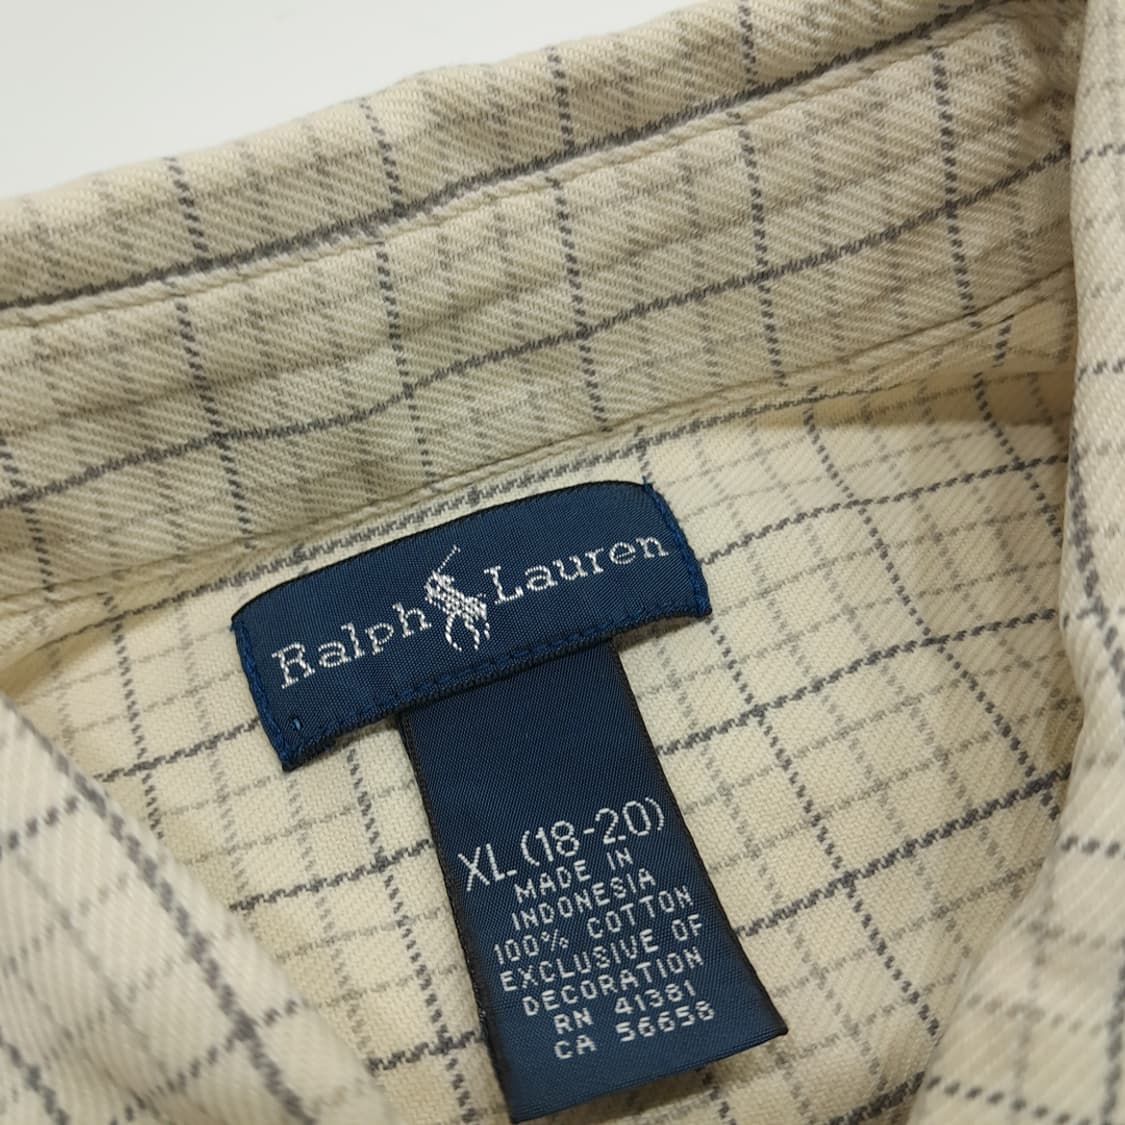 Ralph Lauren
XL (18-20)
MADE IN
INDONESIA
100% COTTON
EXCLUSIVE OF
DECORATION
RN 41381
CA 56658